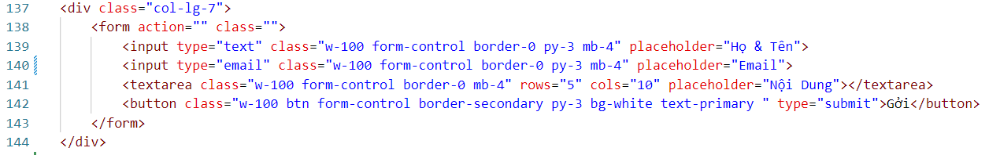 137 <div class="col-lg-7">
138 <form action="" class="">
139 <input type="text" class="w-100 form-control border-0 py-3 mb-4" placeholder="Họ & Tên">
140 <input type="email" class="w-100 form-control border-0 py-3 mb-4" placeholder="Email">
141 <textarea class="w-100 form-control border-0 mb-4" rows="5" cols="10" placeholder="Nội Dung"></textarea>
142 <button class="w-100 btn form-control border-secondary py-3 bg-white text-primary " type="submit">Gởi</button>
143 </form>
144 </div>